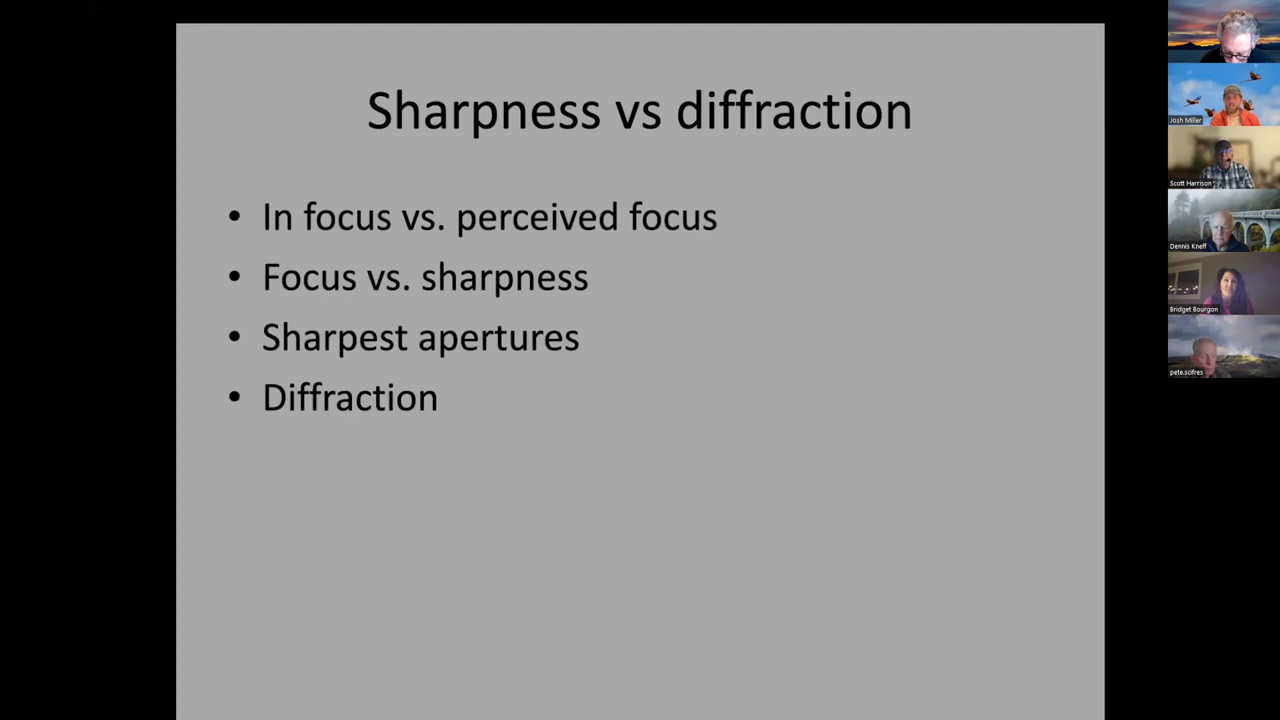 Sharpness vs diffraction
• In focus vs. perceived focus
• Focus vs. sharpness
• Sharpest apertures
• Diffraction
Josh Miller
Scott Harrison
Dennis Kneff
Bridget Bourgon
pete.scifres